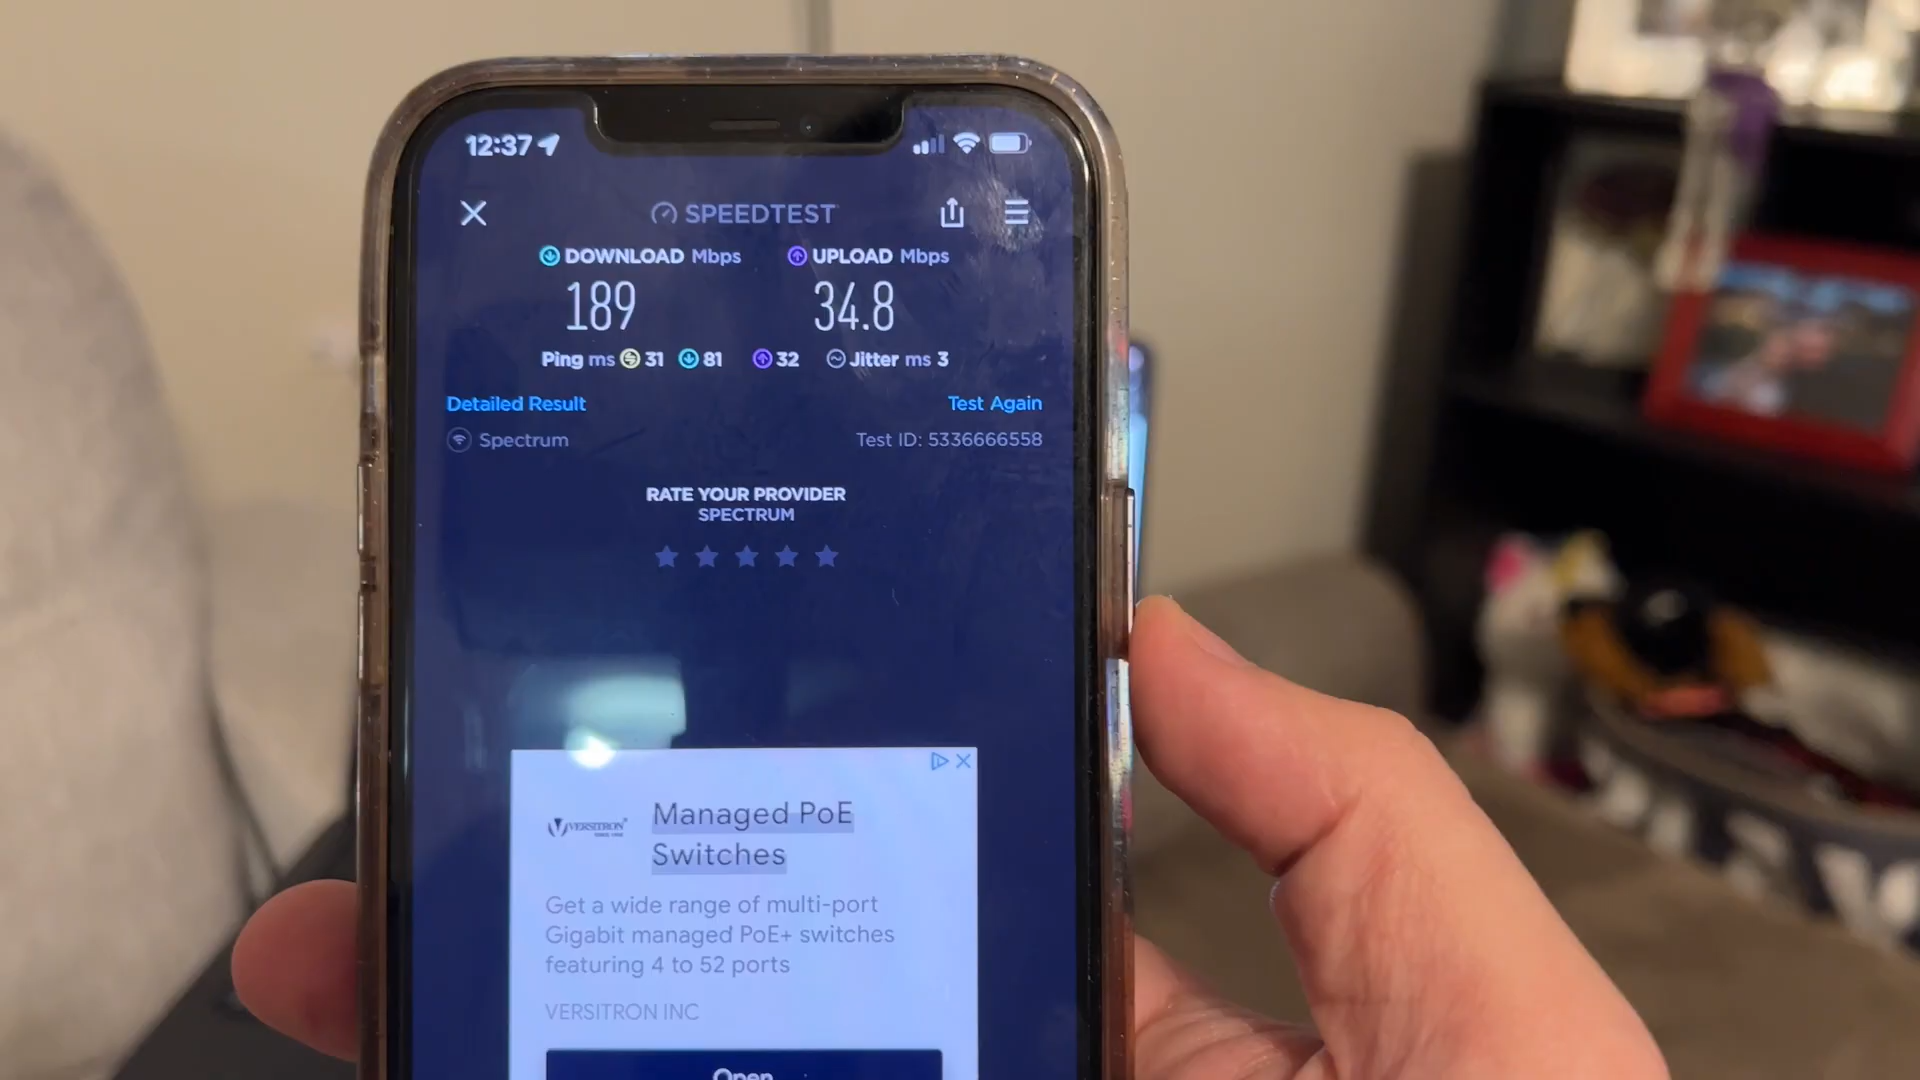 12:37
SPEEDTEST
DOWNLOAD Mbps UPLOAD Mbps
189 34.8
Ping ms 31 81 32 Jitter ms 3
Detailed Result Test Again
Spectrum Test ID: 5336666558
RATE YOUR PROVIDER
SPECTRUM
Managed PoE
Switches
VERSITRON
Get a wide range of multi-port
Gigabit managed PoE+ switches
featuring 4 to 52 ports
VERSITRON INC
Open